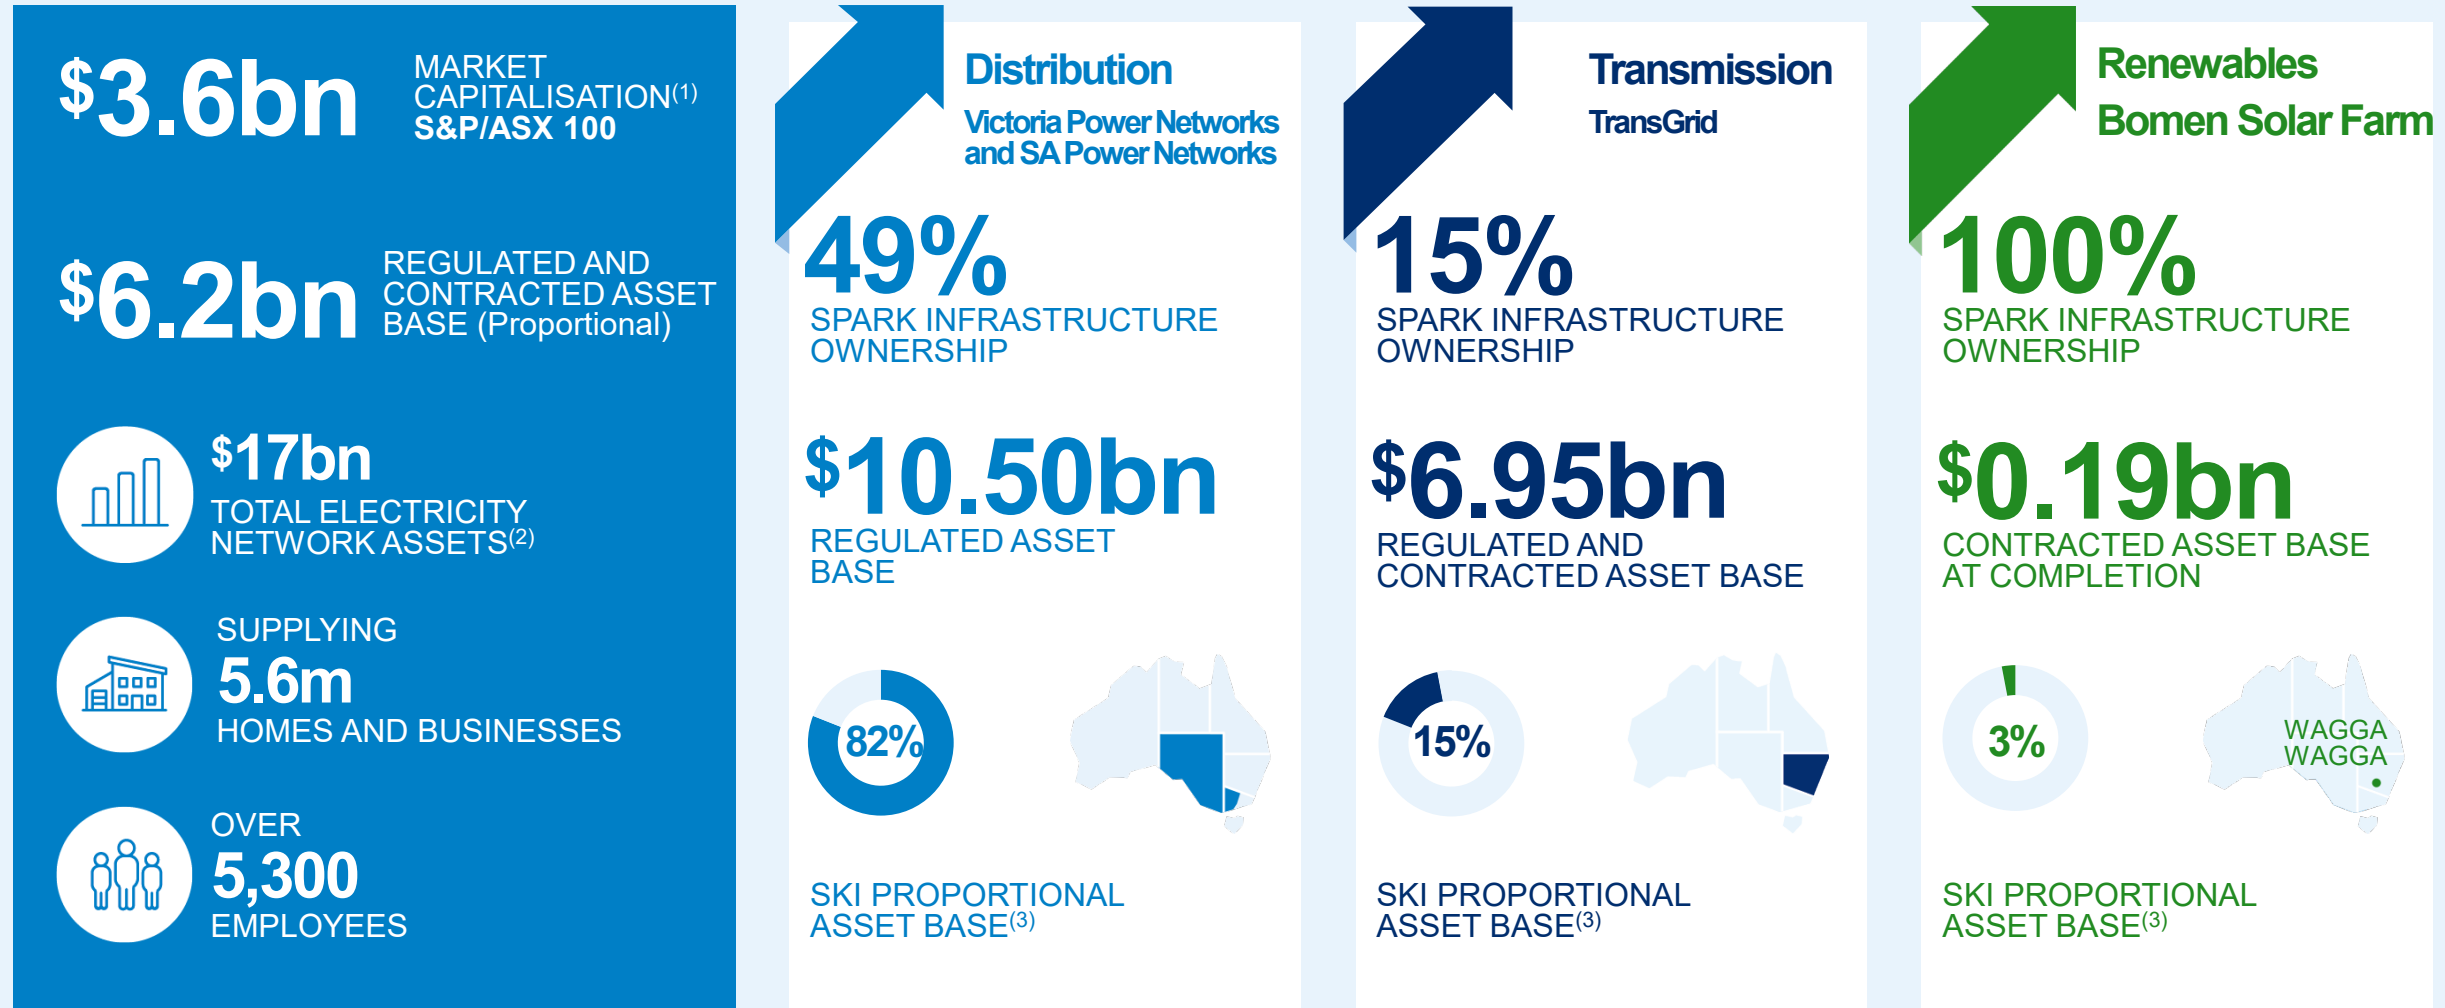 $3.6bn
MARKET
CAPITALISATION(1)
S&P/ASX 100
$6.2bn
REGULATED AND
CONTRACTED ASSET
BASE (Proportional)
$17bn
TOTAL ELECTRICITY
NETWORK ASSETS(2)
SUPPLYING
5.6m
HOMES AND BUSINESSES
OVER
5,300
EMPLOYEES
Distribution
Victoria Power Networks
and SA Power Networks
49%
SPARK INFRASTRUCTURE
OWNERSHIP
$10.50bn
REGULATED ASSET
BASE
82%
SKI PROPORTIONAL
ASSET BASE(3)
Transmission
TransGrid
15%
SPARK INFRASTRUCTURE
OWNERSHIP
$6.95bn
REGULATED AND
CONTRACTED ASSET BASE
15%
SKI PROPORTIONAL
ASSET BASE(3)
Renewables
Bomen Solar Farm
100%
SPARK INFRASTRUCTURE
OWNERSHIP
$0.19bn
CONTRACTED ASSET BASE
AT COMPLETION
3%
WAGGA
WAGGA
SKI PROPORTIONAL
ASSET BASE(3)